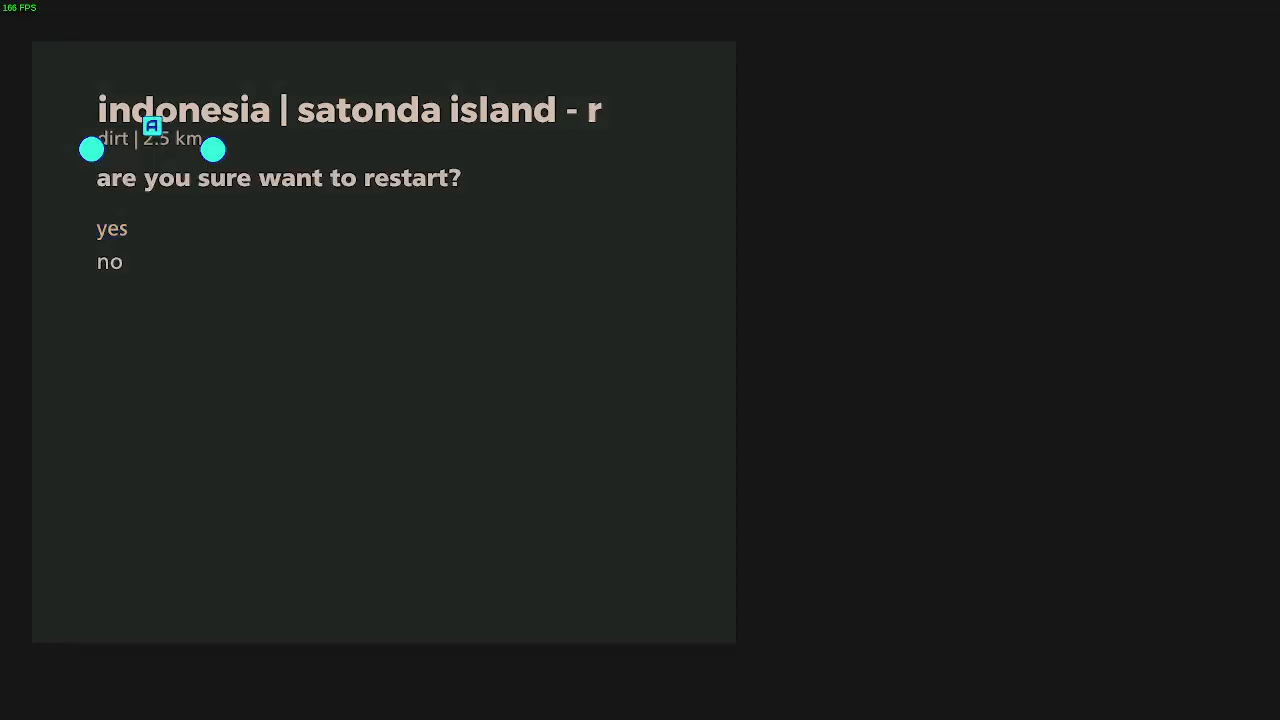 166 FPS
indonesia | satonda island - r
A
dirt | 2.5 km
are you sure want to restart?
yes
no